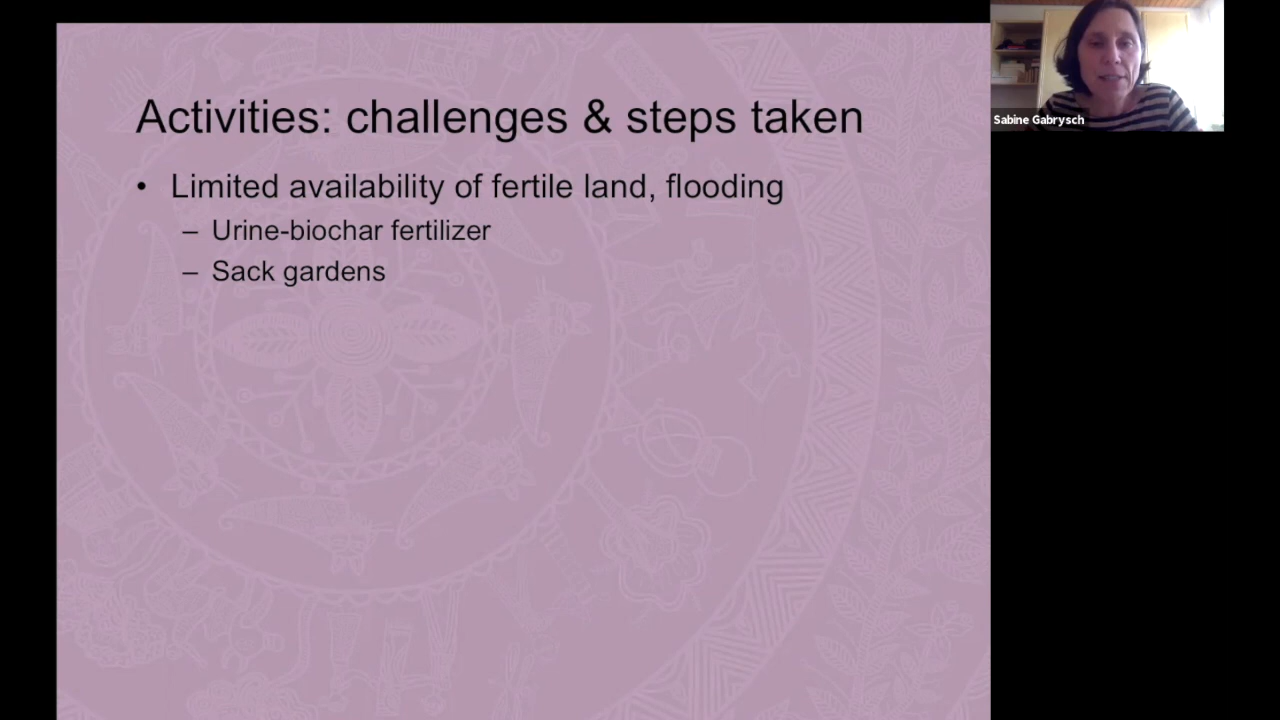 Activities: challenges & steps taken
• Limited availability of fertile land, flooding
– Urine-biochar fertilizer
– Sack gardens
Sabine Gabrysch